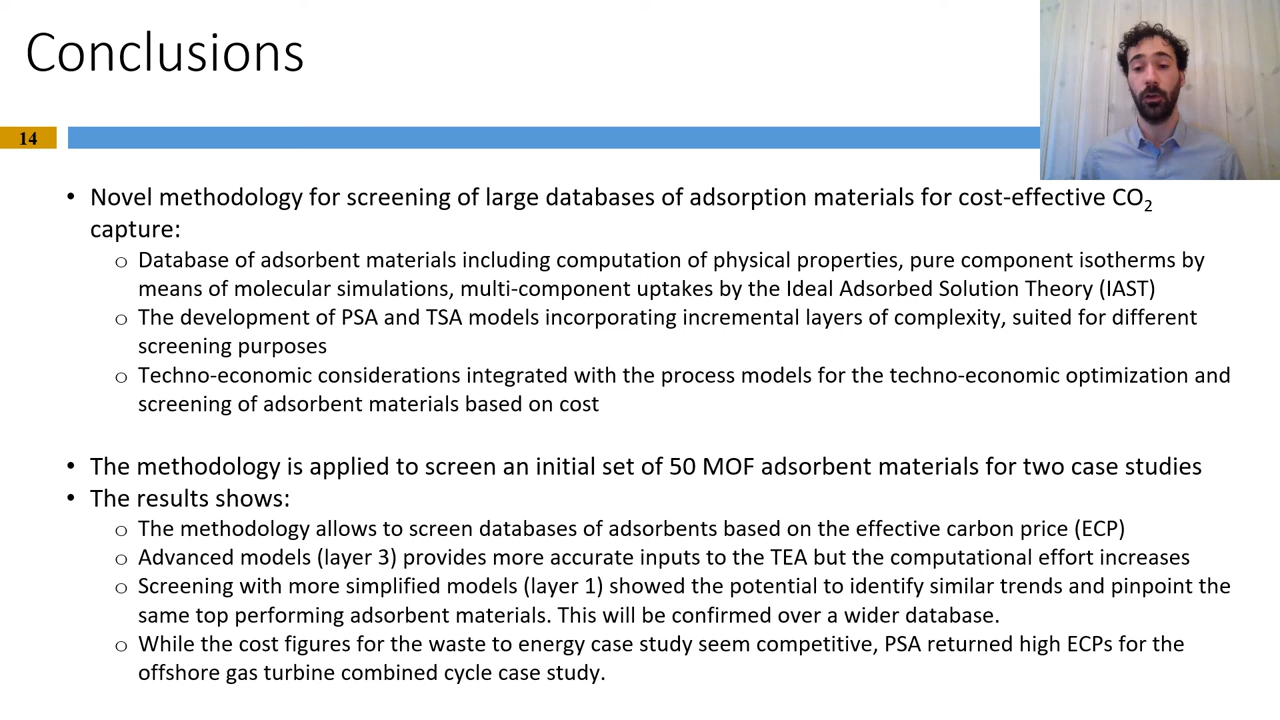 Conclusions
14
• Novel methodology for screening of large databases of adsorption materials for cost-effective CO₂
capture:
o Database of adsorbent materials including computation of physical properties, pure component isotherms by
means of molecular simulations, multi-component uptakes by the Ideal Adsorbed Solution Theory (IAST)
o The development of PSA and TSA models incorporating incremental layers of complexity, suited for different
screening purposes
o Techno-economic considerations integrated with the process models for the techno-economic optimization and
screening of adsorbent materials based on cost
• The methodology is applied to screen an initial set of 50 MOF adsorbent materials for two case studies
• The results shows:
o The methodology allows to screen databases of adsorbents based on the effective carbon price (ECP)
o Advanced models (layer 3) provides more accurate inputs to the TEA but the computational effort increases
o Screening with more simplified models (layer 1) showed the potential to identify similar trends and pinpoint the
same top performing adsorbent materials. This will be confirmed over a wider database.
o While the cost figures for the waste to energy case study seem competitive, PSA returned high ECPs for the
offshore gas turbine combined cycle case study.